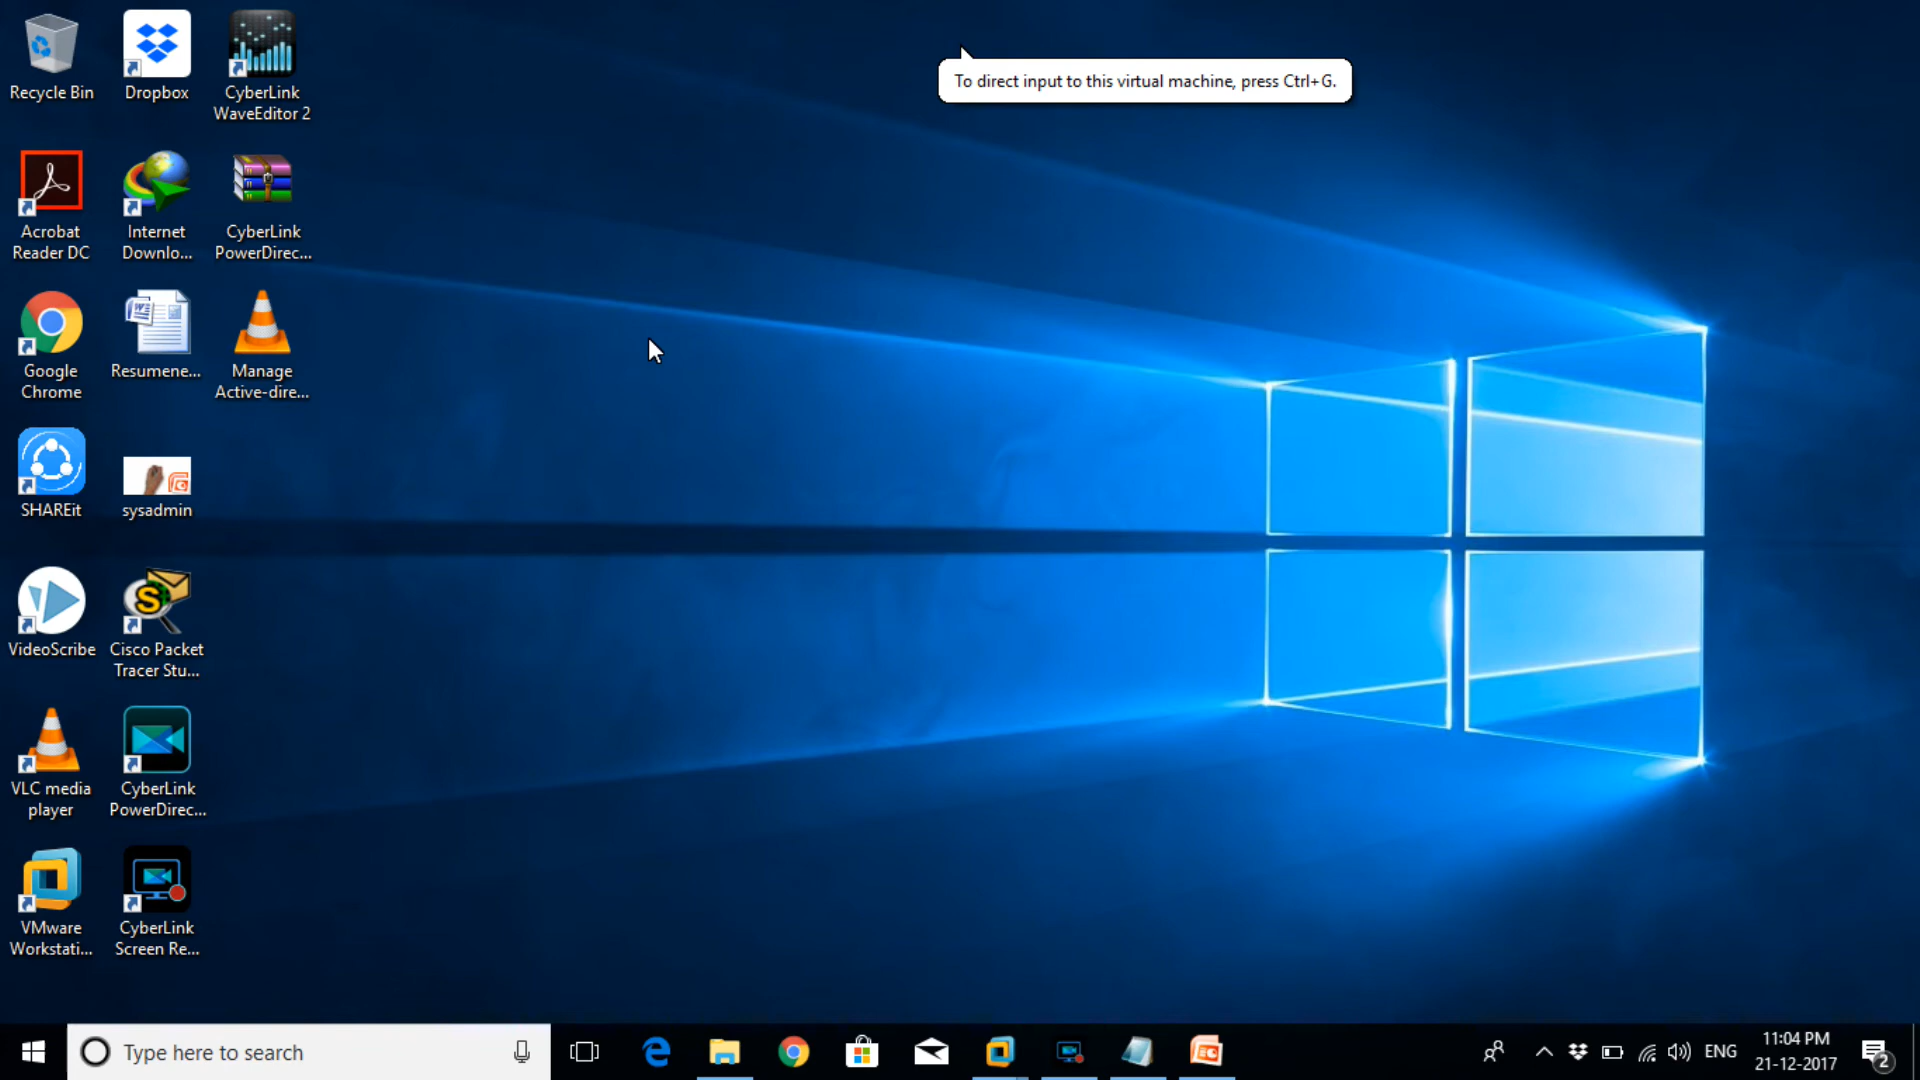 Recycle Bin
Dropbox
CyberLink
WaveEditor 2
To direct input to this virtual machine, press Ctrl+G.
Acrobat
Reader DC
Internet
Downlo...
CyberLink
PowerDirec...
Google
Chrome
Resumene...
Manage
Active-dire...
SHAREit
sysadmin
VideoScribe
Cisco Packet
Tracer Stu...
VLC media
player
CyberLink
PowerDirec...
VMware
Workstati...
CyberLink
Screen Re...
Type here to search
ENG
11:04 PM
21-12-2017
2